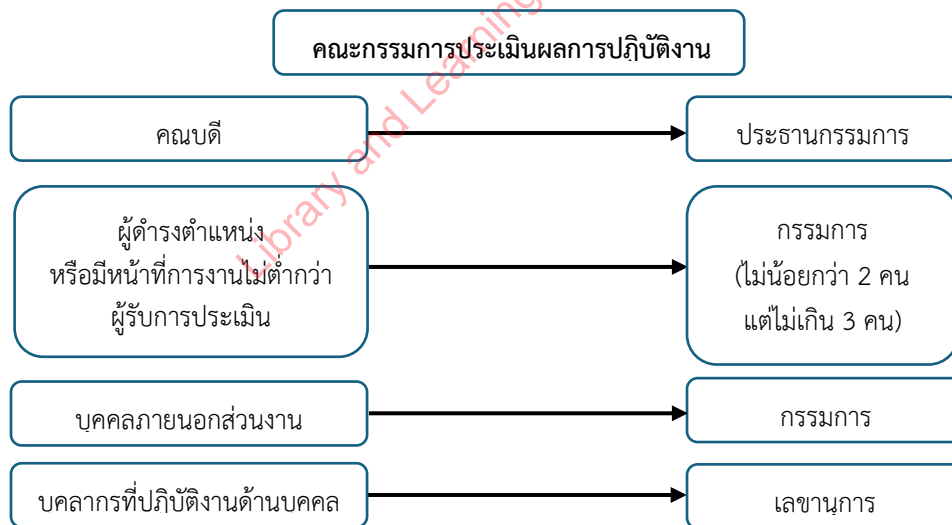 คณะกรรมการประเมินผลการปฏิบัติงาน
คณบดี
ประธานกรรมการ
ผู้ดำรงตำแหน่ง
หรือมีหน้าที่การงานไม่ต่ำกว่า
ผู้รับการประเมิน
กรรมการ
(ไม่น้อยกว่า 2 คน
แต่ไม่เกิน 3 คน)
บุคคลภายนอกส่วนงาน
กรรมการ
บุคลากรที่ปฏิบัติงานด้านบุคคล
เลขานุการ
Library and Learning